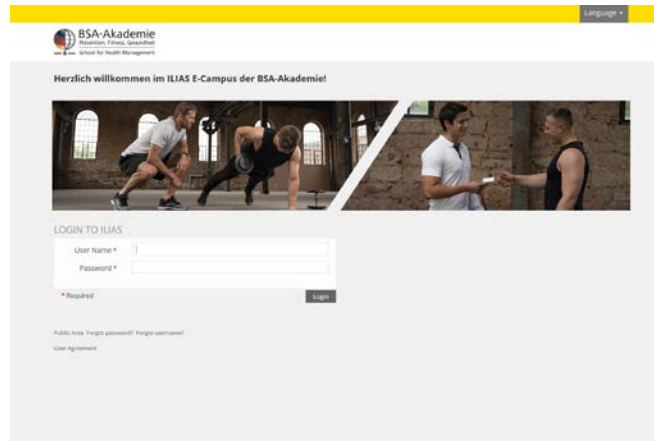 Language
BSA-Akademie
Prävention, Fitness, Gesundheit
School for Health Management
Herzlich willkommen im ILIAS E-Campus der BSA-Akademie!
LOGIN TO ILIAS
User Name *
Password *
* Required
Login
Public Area Forgot password? Forgot username?
User Agreement